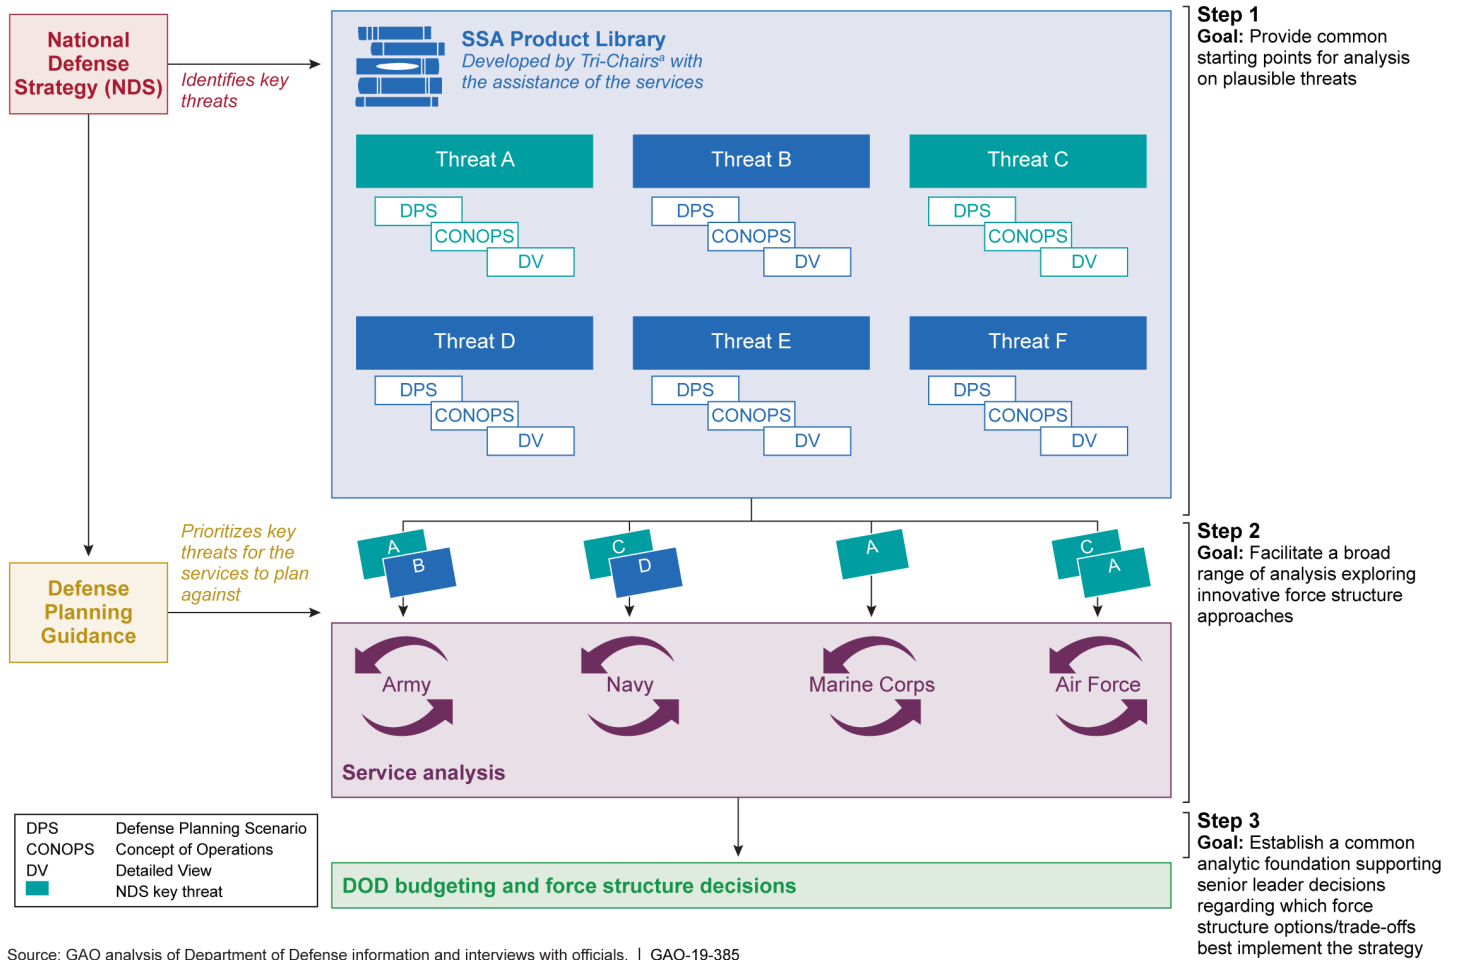 National
Defense
Strategy (NDS)
Identifies key
threats
SSA Product Library
Developed by Tri-Chairsª with
the assistance of the services
Threat A
DPS
CONOPS
DV
Threat B
DPS
CONOPS
DV
Threat C
DPS
CONOPS
DV
Threat D
DPS
CONOPS
DV
Threat E
DPS
CONOPS
DV
Threat F
DPS
CONOPS
DV
Step 1
Goal: Provide common
starting points for analysis
on plausible threats
Defense
Planning
Guidance
Prioritizes key
threats for the
services to plan
against
A
B
C
D
A
C
A
Army
Navy
Marine Corps
Air Force
Service analysis
Step 2
Goal: Facilitate a broad
range of analysis exploring
innovative force structure
approaches
DOD budgeting and force structure decisions
Step 3
Goal: Establish a common
analytic foundation supporting
senior leader decisions
regarding which force
structure options/trade-offs
best implement the strategy
DPS Defense Planning Scenario
CONOPS Concept of Operations
DV Detailed View
NDS key threat
Source: GAO analysis of Department of Defense information and interviews with officials. | GAO-19-385